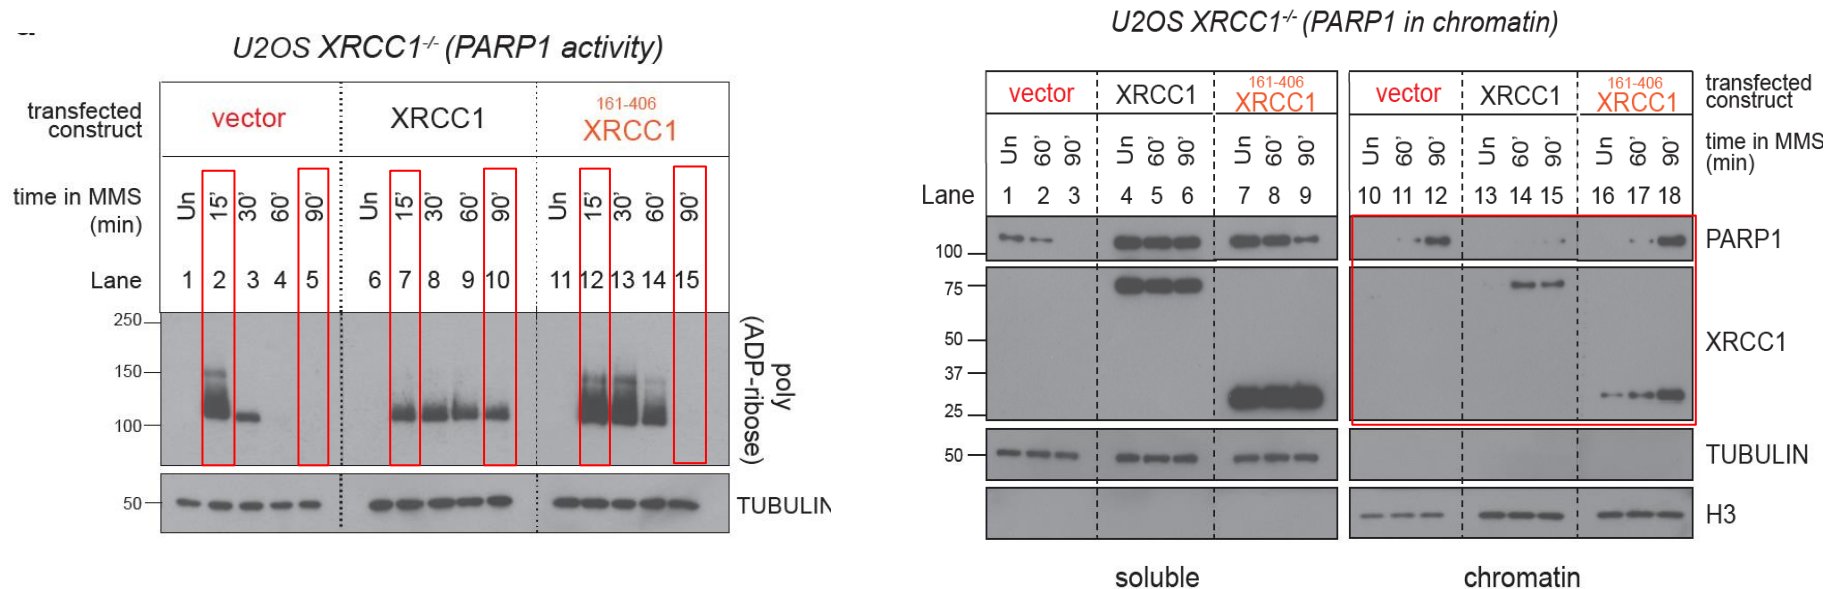 U2OS XRCC1-/- (PARP1 activity)
transfected
construct
vector
XRCC1
161-406
XRCC1
time in MMS
(min)
Un 15' 30' 60' 90' Un 15' 30' 60' 90' Un 15' 30' 60' 90'
Lane 1 2 3 4 5 6 7 8 9 10 11 12 13 14 15
250
150
100
poly
(ADP-ribose)
50
TUBULIN
U2OS XRCC1-/- (PARP1 in chromatin)
vector
XRCC1
161-406
XRCC1
vector
XRCC1
161-406
XRCC1
transfected
construct
Un 60' 90' Un 60' 90' Un 60' 90' Un 60' 90' Un 60' 90' Un 60' 90'
time in MMS
(min)
Lane 1 2 3 4 5 6 7 8 9 10 11 12 13 14 15 16 17 18
100
PARP1
75
50
37
25
XRCC1
50
TUBULIN
H3
soluble
chromatin